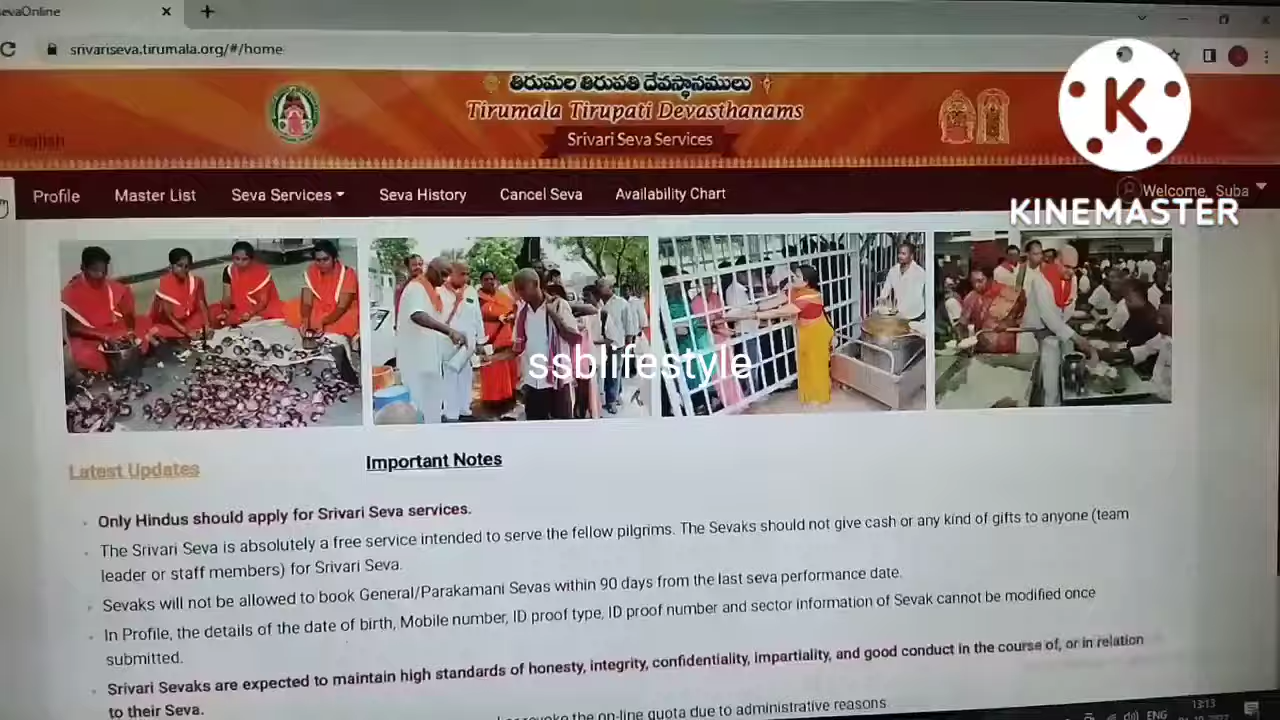 evaOnline
srivariseva.tirumala.org/#/home
తిరుమల తిరుపతి దేవస్థానములు
Tirumala Tirupati Devasthanams
Srivari Seva Services
English
Profile Master List Seva Services Seva History Cancel Seva Availability Chart Welcome, Suba
K
KINEMASTER
ssblifestyle
Latest Updates Important Notes
Only Hindus should apply for Srivari Seva services.
The Srivari Seva is absolutely a free service intended to serve the fellow pilgrims. The Sevaks should not give cash or any kind of gifts to anyone (team
leader or staff members) for Srivari Seva.
Sevaks will not be allowed to book General/Parakamani Sevas within 90 days from the last seva performance date.
In Profile, the details of the date of birth, Mobile number, ID proof type, ID proof number and sector information of Sevak cannot be modified once
submitted.
Srivari Sevaks are expected to maintain high standards of honesty, integrity, confidentiality, impartiality, and good conduct in the course of, or in relation
to their Seva.
the on-line quota due to administrative reasons
ENG
13:13